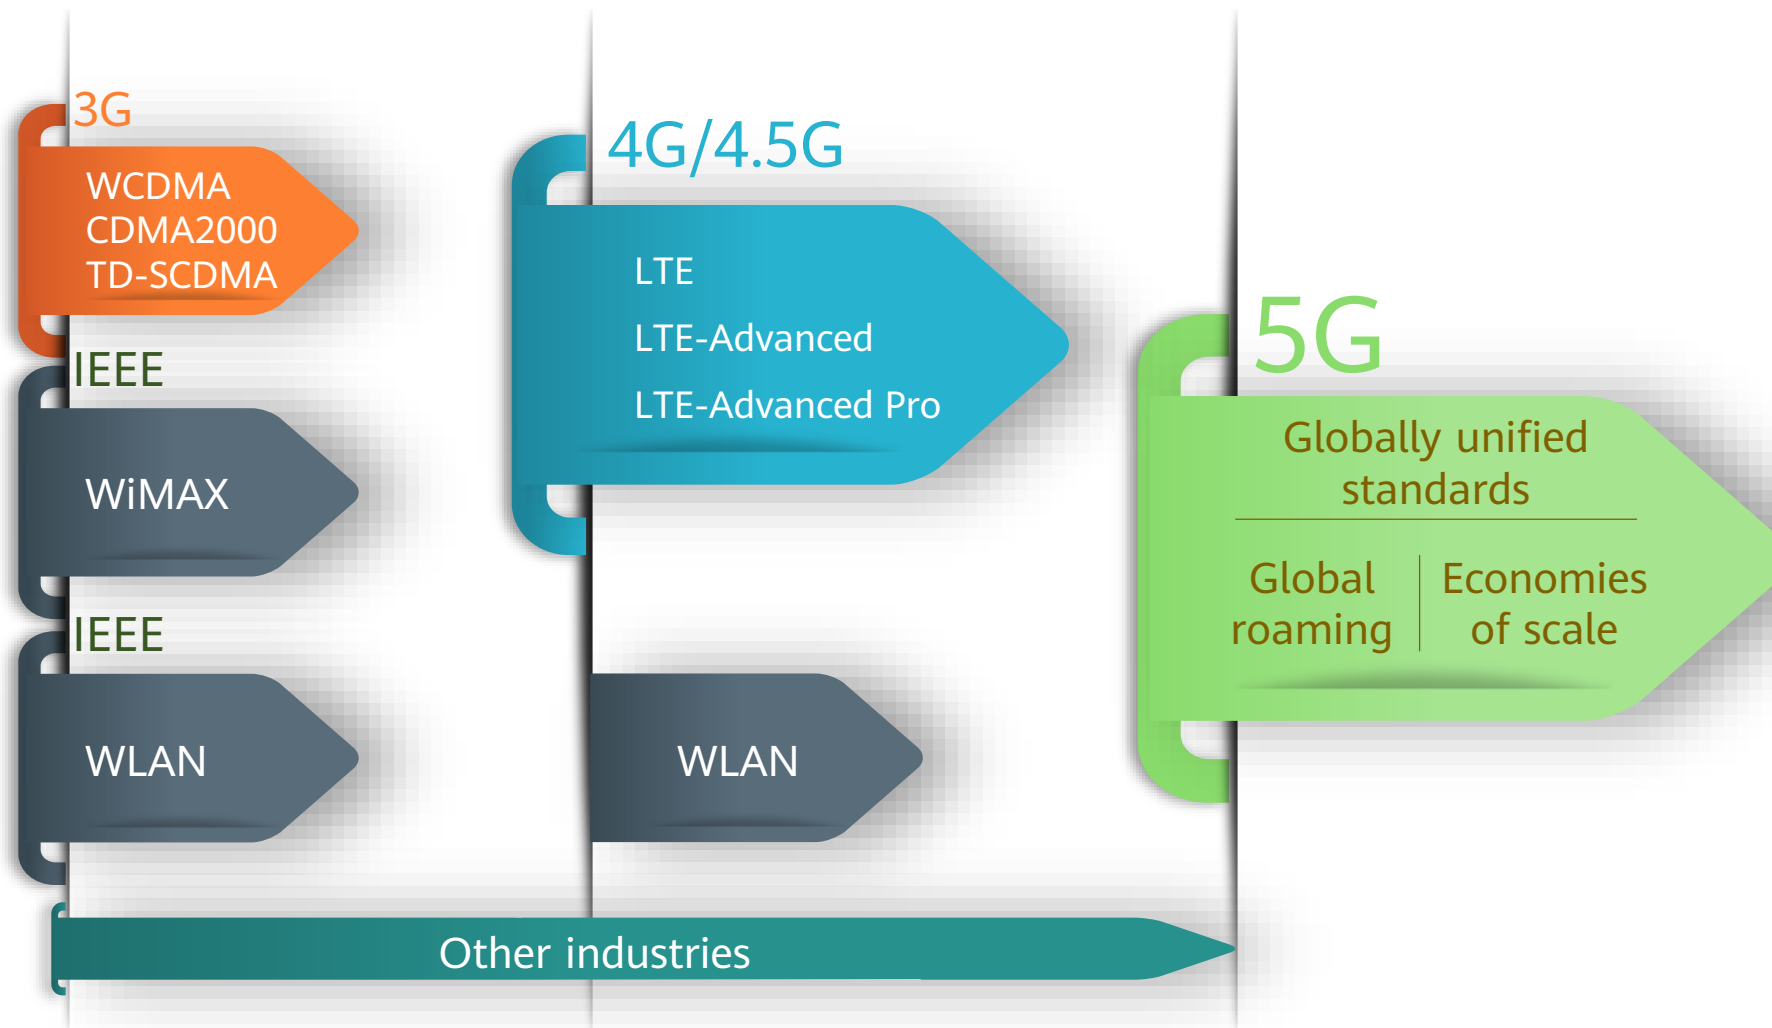 3G
WCDMA
CDMA2000
TD-SCDMA
IEEE
WiMAX
IEEE
WLAN
4G/4.5G
LTE
LTE-Advanced
LTE-Advanced Pro
WLAN
5G
Globally unified
standards
Global
roaming
Economies
of scale
Other industries